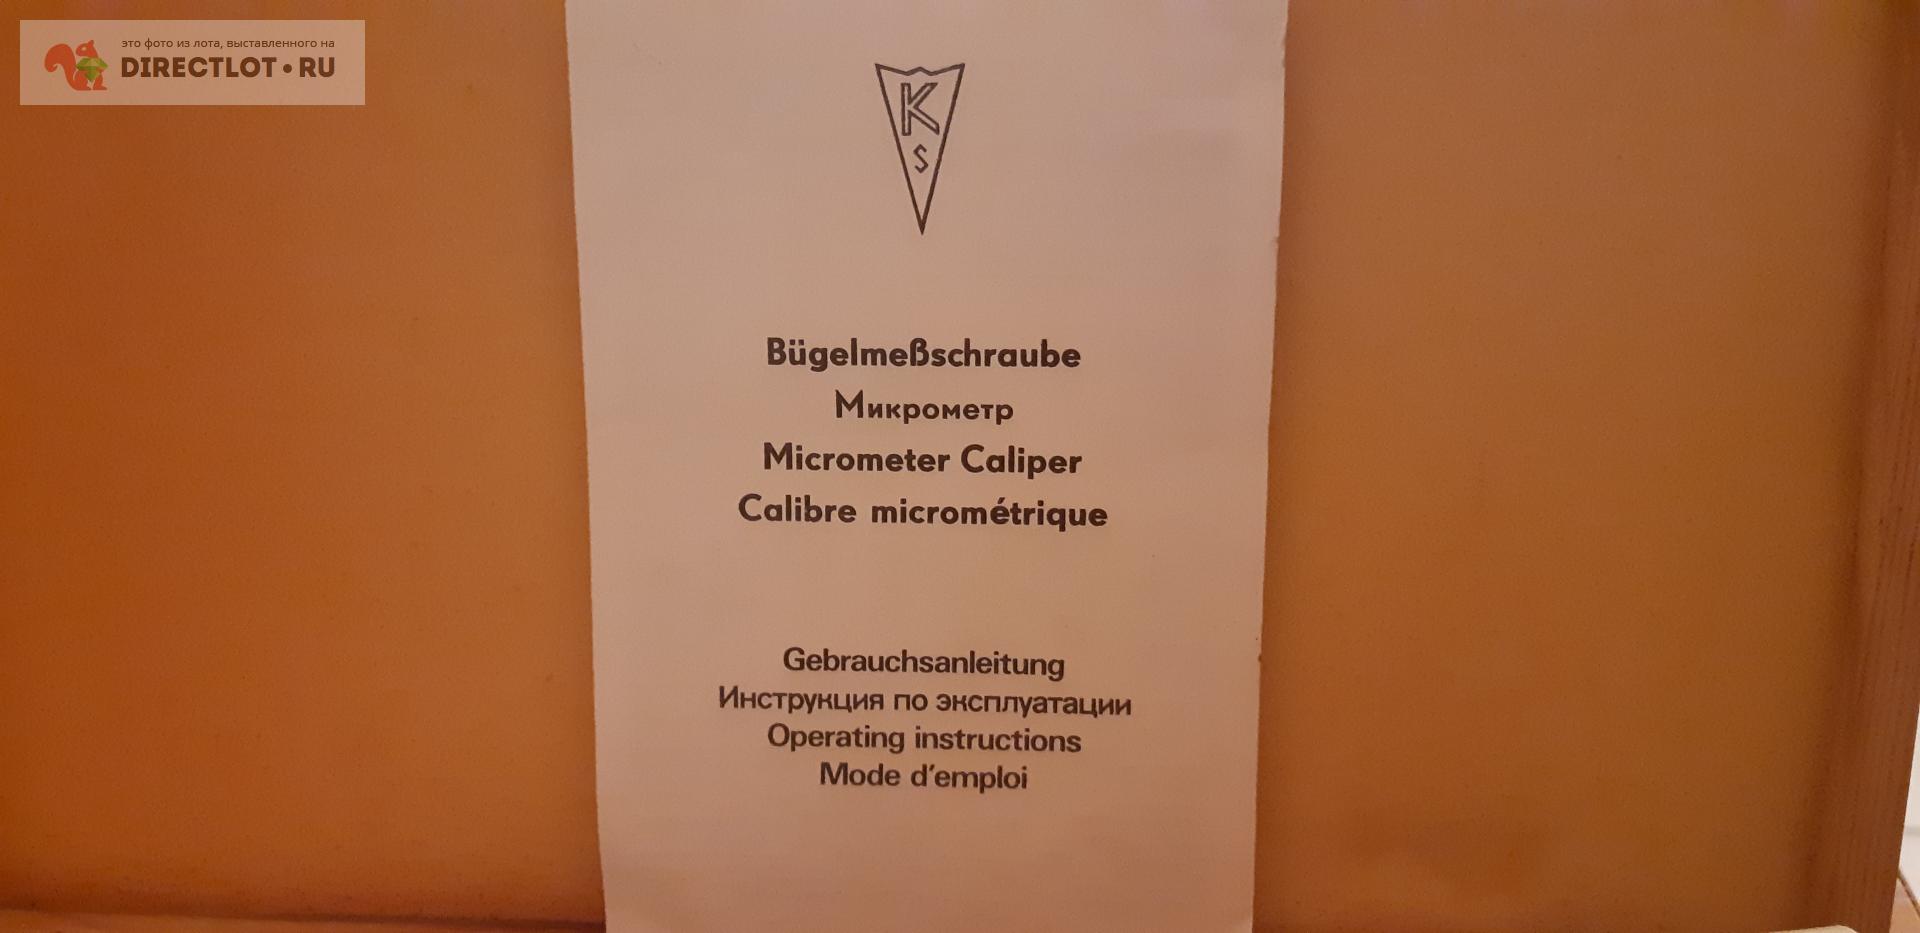 это фото из лота, выставленного на
DIRECTLOT•RU
K
S
Bügelmeßschraube
Микрометр
Micrometer Caliper
Calibre micrométrique
Gebrauchsanleitung
Инструкция по эксплуатации
Operating instructions
Mode d'emploi